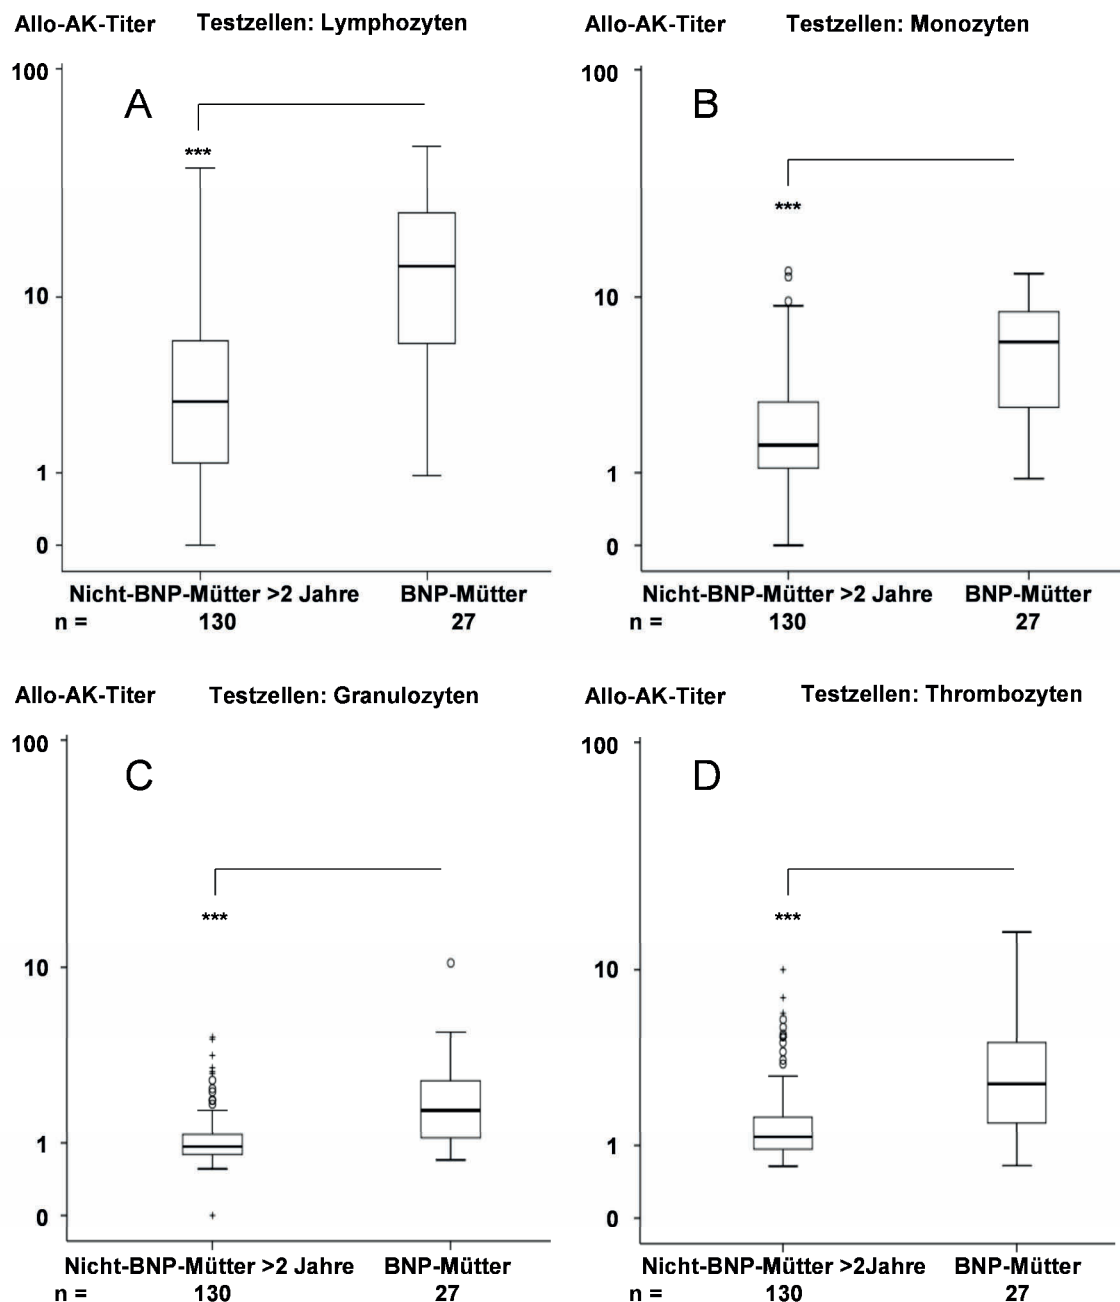 Allo-AK-Titer Testzellen: Lymphozyten
100
A
***
10
1
0
Nicht-BNP-Mütter >2 Jahre BNP-Mütter
n = 130 27
Allo-AK-Titer Testzellen: Monozyten
100
B
***
10
1
0
Nicht-BNP-Mütter >2 Jahre BNP-Mütter
n = 130 27
Allo-AK-Titer Testzellen: Granulozyten
100
C
***
10
1
0
Nicht-BNP-Mütter >2 Jahre BNP-Mütter
n = 130 27
Allo-AK-Titer Testzellen: Thrombozyten
100
D
***
10
1
0
Nicht-BNP-Mütter >2Jahre BNP-Mütter
n = 130 27